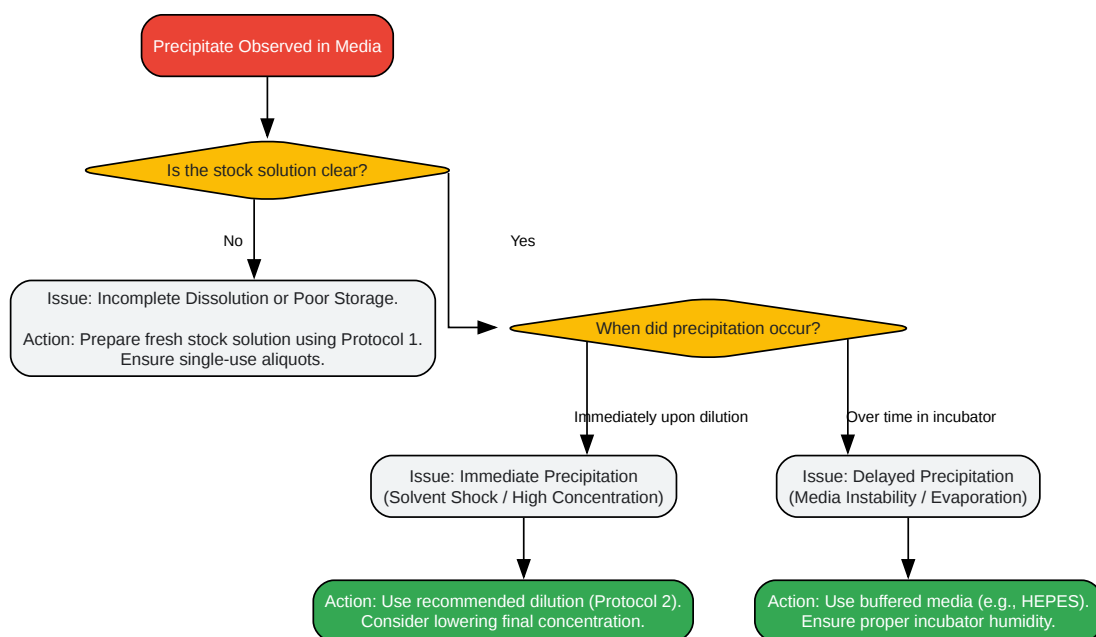 Precipitate Observed in Media
Is the stock solution clear?
No
Yes
Issue: Incomplete Dissolution or Poor Storage.
Action: Prepare fresh stock solution using Protocol 1.
Ensure single-use aliquots.
When did precipitation occur?
Immediately upon dilution
Over time in incubator
Issue: Immediate Precipitation
(Solvent Shock / High Concentration)
Issue: Delayed Precipitation
(Media Instability / Evaporation)
Action: Use recommended dilution (Protocol 2).
Consider lowering final concentration.
Action: Use buffered media (e.g., HEPES).
Ensure proper incubator humidity.